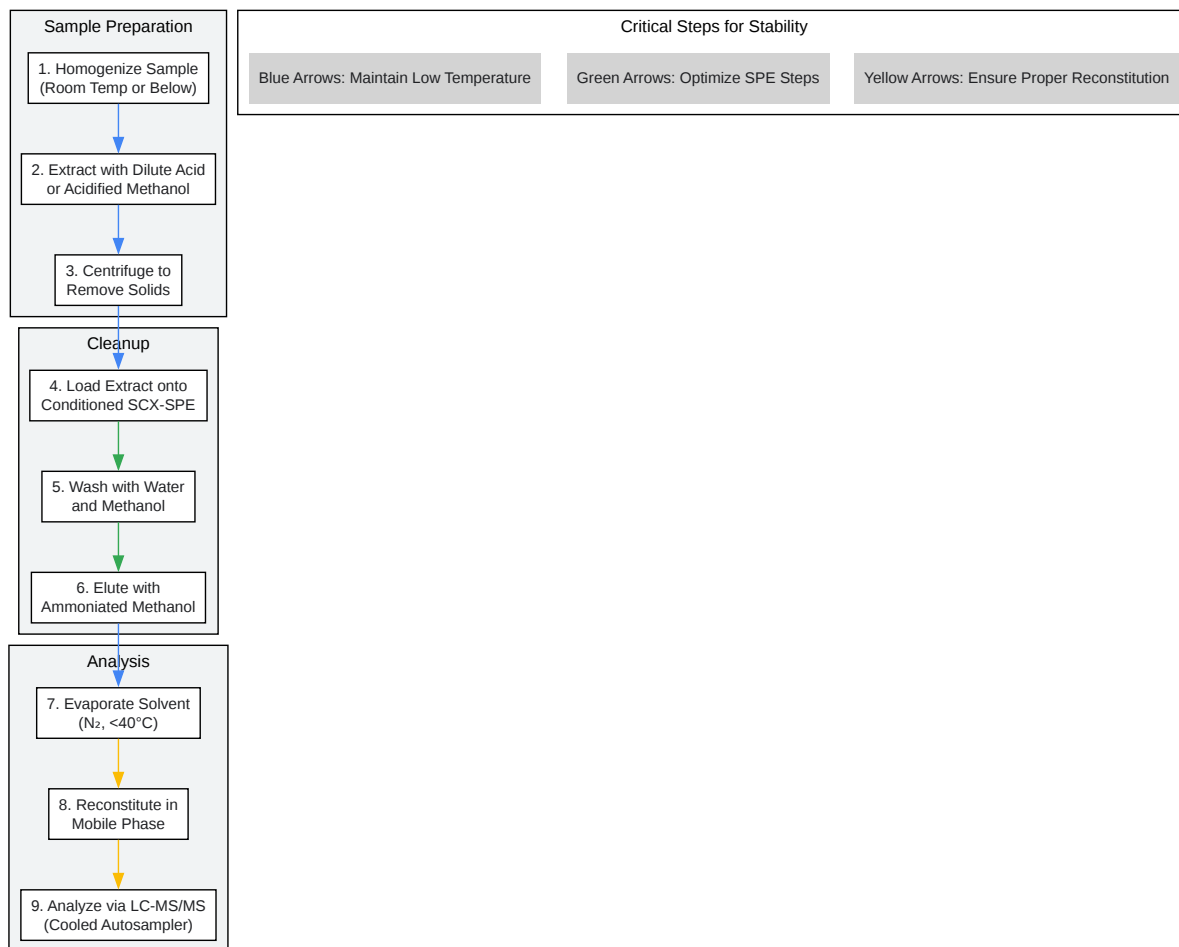 Sample Preparation
1. Homogenize Sample
(Room Temp or Below)
2. Extract with Dilute Acid
or Acidified Methanol
3. Centrifuge to
Remove Solids
Cleanup
4. Load Extract onto
Conditioned SCX-SPE
5. Wash with Water
and Methanol
6. Elute with
Ammoniated Methanol
Analysis
7. Evaporate Solvent
(N₂, <40°C)
8. Reconstitute in
Mobile Phase
9. Analyze via LC-MS/MS
(Cooled Autosampler)
Critical Steps for Stability
Blue Arrows: Maintain Low Temperature
Green Arrows: Optimize SPE Steps
Yellow Arrows: Ensure Proper Reconstitution